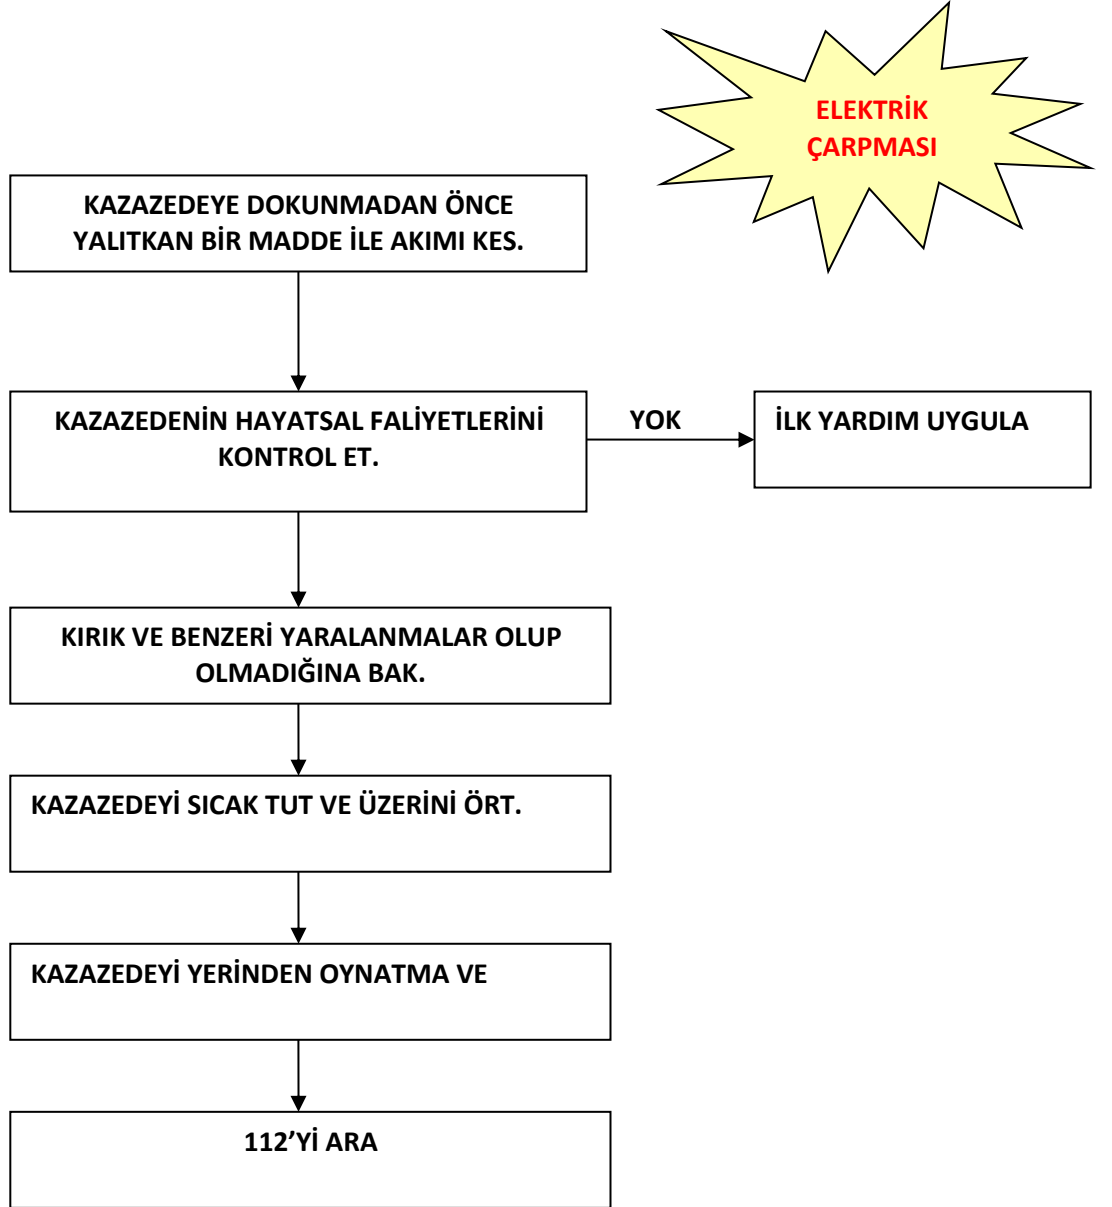 ELEKTRİK
ÇARPMASI
KAZAZEDEYE DOKUNMADAN ÖNCE
YALITKAN BİR MADDE İLE AKIMI KES.
KAZAZEDENİN HAYATSAL FALİYETLERİNİ
KONTROL ET.
YOK
İLK YARDIM UYGULA
KIRIK VE BENZERİ YARALANMALAR OLUP
OLMADIĞINA BAK.
KAZAZEDEYİ SICAK TUT VE ÜZERİNİ ÖRT.
KAZAZEDEYİ YERİNDEN OYNATMA VE
112’Yİ ARA